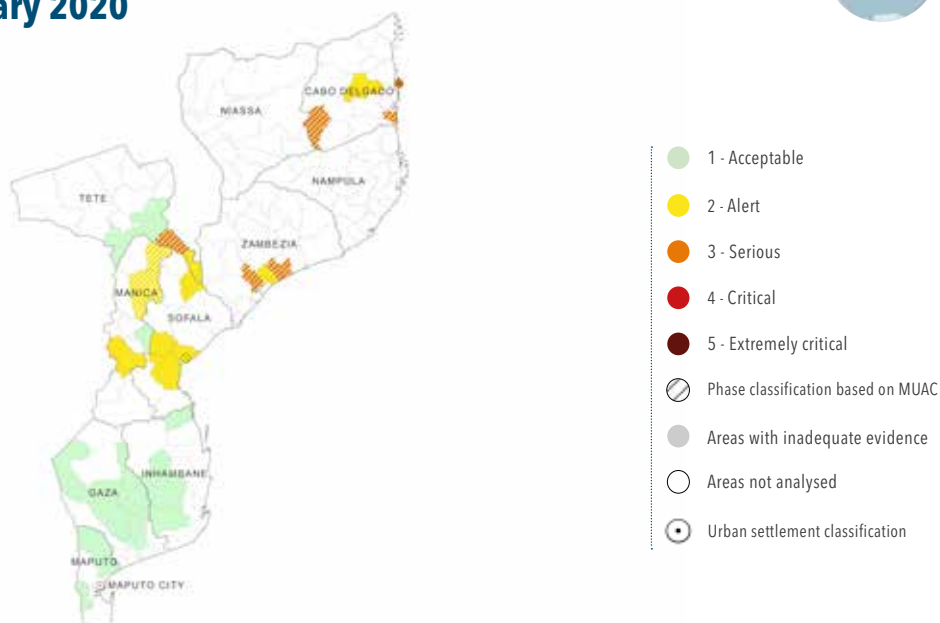 ary 2020
CABO DELGADO
NIASSA
NAMPULA
TETE
ZAMBEZIA
MANICA
SOFALA
INHAMBANE
GAZA
MAPUTO
MAPUTO CITY
1 - Acceptable
2 - Alert
3 - Serious
4 - Critical
5 - Extremely critical
Phase classification based on MUAC
Areas with inadequate evidence
Areas not analysed
Urban settlement classification